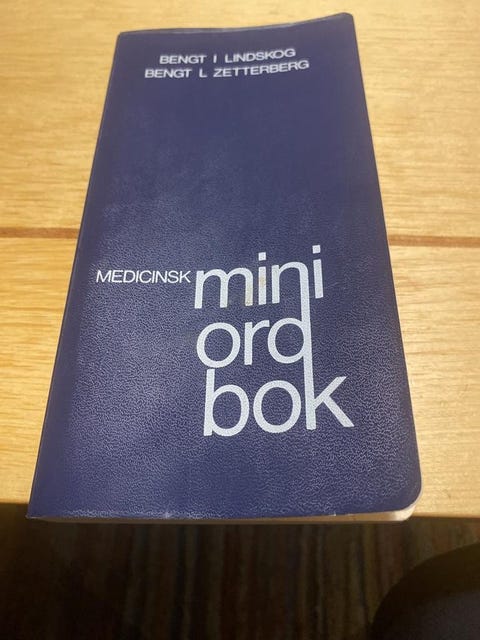 BENGT I LINDSKOG
BENGT L ZETTERBERG
MEDICINSK mini
ord
bok